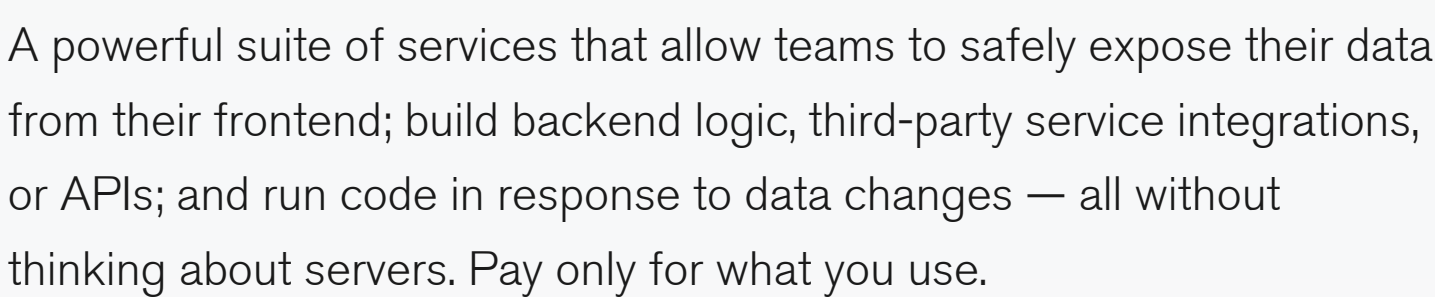 A powerful suite of services that allow teams to safely expose their data
from their frontend; build backend logic, third-party service integrations,
or APIs; and run code in response to data changes — all without
thinking about servers. Pay only for what you use.